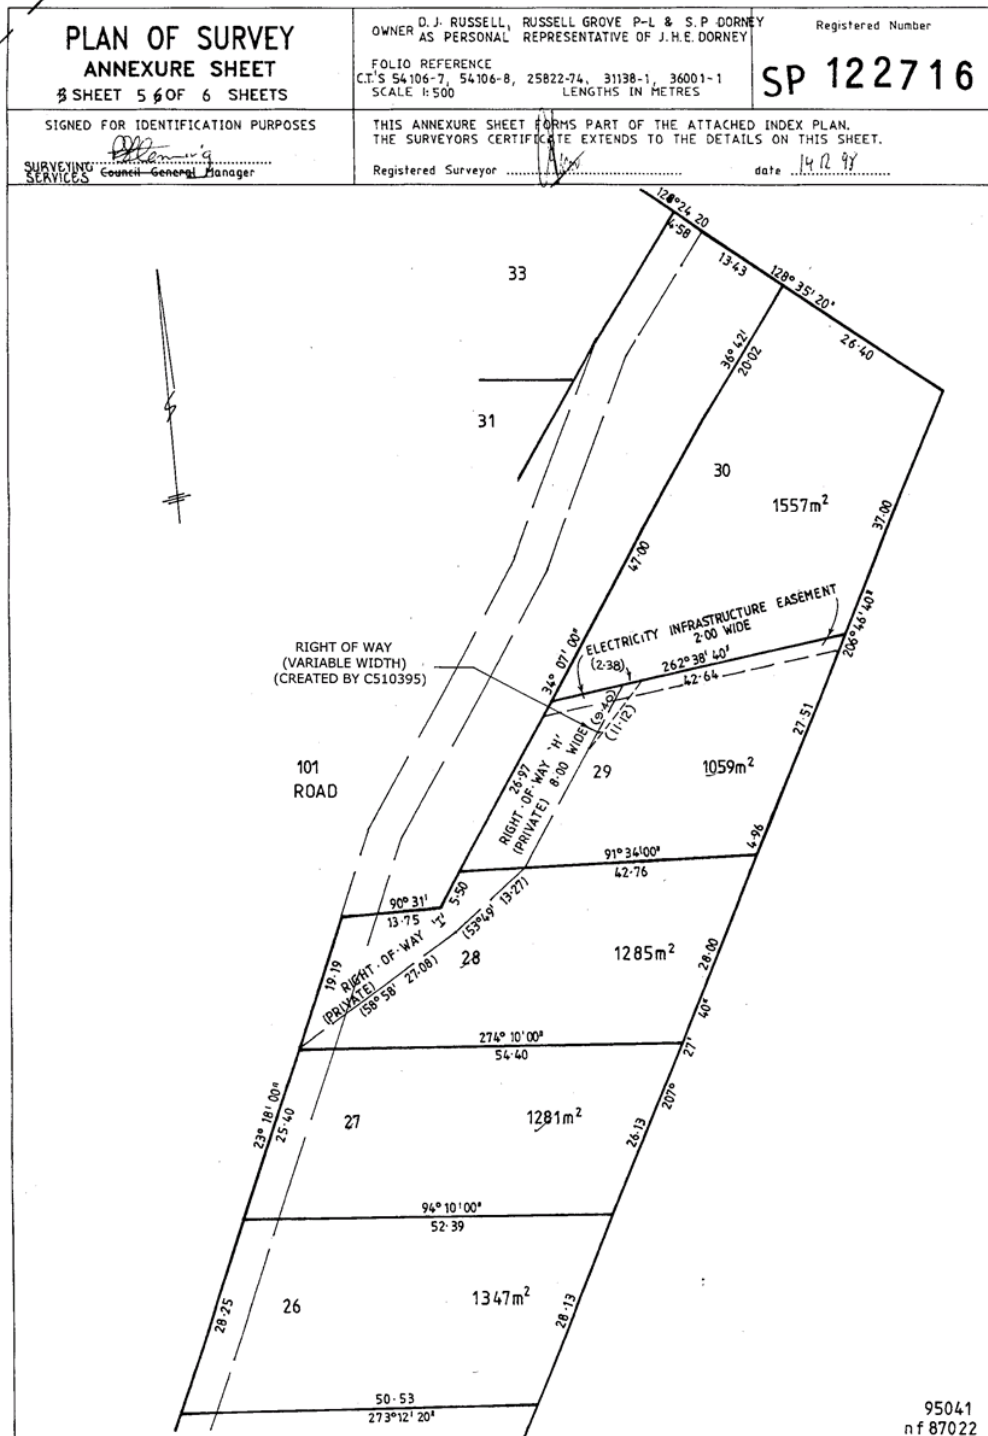 PLAN OF SURVEY
ANNEXURE SHEET
SHEET 5 OF 6 SHEETS
OWNER D. J. RUSSELL, RUSSELL GROVE P-L & S. P. DORNEY
AS PERSONAL REPRESENTATIVE OF J.H.E. DORNEY
FOLIO REFERENCE
C.T.'S 54106-7, 54106-8, 25822-74, 31138-1, 36001-1
SCALE 1:500 LENGTHS IN METRES
Registered Number
SP 122716
SIGNED FOR IDENTIFICATION PURPOSES
SURVEYING
SERVICES Council General Manager
THIS ANNEXURE SHEET FORMS PART OF THE ATTACHED INDEX PLAN.
THE SURVEYORS CERTIFICATE EXTENDS TO THE DETAILS ON THIS SHEET.
Registered Surveyor
date 14 12 98
128° 24' 20
4·58
13·43
128° 35' 20"
26·40
33
36° 42'
20·02
31
30
1557m²
37·00
47·00
ELECTRICITY INFRASTRUCTURE EASEMENT
2·00 WIDE
(2·38)
262° 38' 40"
42·64
206° 46' 40"
34° 07' 00"
RIGHT OF WAY
(VARIABLE WIDTH)
(CREATED BY C510395)
(9·40)
(11·12)
27·51
RIGHT-OF-WAY 'H'
(PRIVATE) 8·00 WIDE
26·97
29
1059m²
101
ROAD
4·96
91° 34' 00"
42·76
5·50
90° 31'
13·75
(53°49' 13·27)
RIGHT-OF-WAY 'I'
(PRIVATE)
(58°58' 27·08)
19·19
28
1285m²
28·00
274° 10' 00"
54·40
207° 27' 40"
23° 18' 00"
25·40
27
1281m²
26·13
94° 10' 00"
52·39
28·25
26
1347m²
28·13
50·53
273° 12' 20"
95041
nf 87022